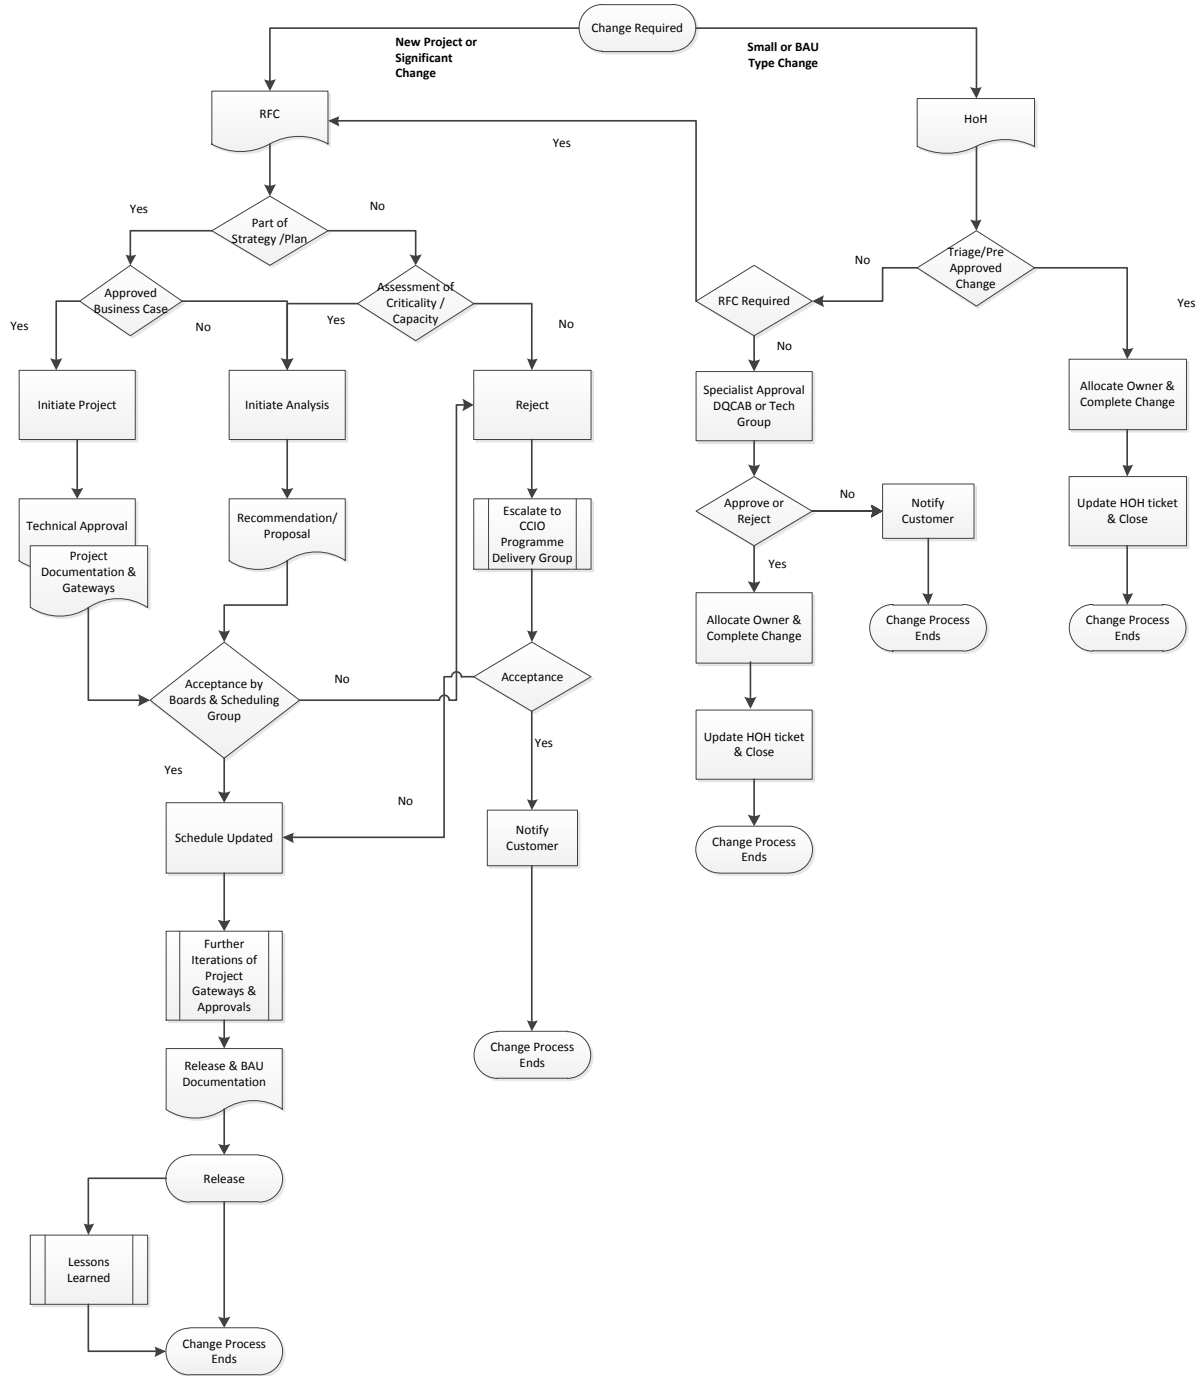 Change Required
New Project or
Significant
Change
Small or BAU
Type Change
RFC
HoH
Yes
Part of
Strategy /Plan
Yes
No
Triage/Pre
Approved
Change
No
Yes
Approved
Business Case
Assessment of
Criticality /
Capacity
RFC Required
Yes
No
Yes
No
No
Initiate Project
Initiate Analysis
Reject
Specialist Approval
DQCAB or Tech
Group
Allocate Owner &
Complete Change
Technical Approval
Project
Documentation &
Gateways
Recommendation/
Proposal
Escalate to
CCIO
Programme
Delivery Group
Approve or
Reject
No
Notify
Customer
Update HOH ticket
& Close
Yes
Allocate Owner &
Complete Change
Change Process
Ends
Change Process
Ends
Acceptance by
Boards & Scheduling
Group
No
Acceptance
Yes
Yes
No
Update HOH ticket
& Close
Schedule Updated
Notify
Customer
Change Process
Ends
Further
Iterations of
Project
Gateways &
Approvals
Change Process
Ends
Release & BAU
Documentation
Release
Lessons
Learned
Change Process
Ends